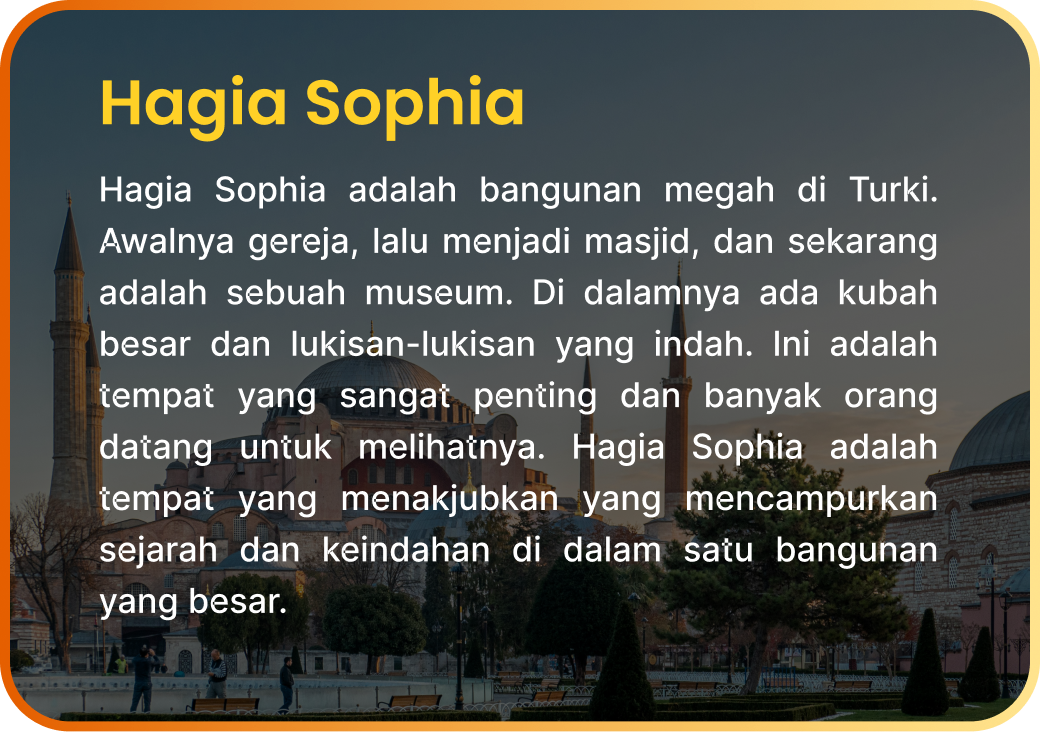 Hagia Sophia
Hagia Sophia adalah bangunan megah di Turki.
Awalnya gereja, lalu menjadi masjid, dan sekarang
adalah sebuah museum. Di dalamnya ada kubah
besar dan lukisan-lukisan yang indah. Ini adalah
tempat yang sangat penting dan banyak orang
datang untuk melihatnya. Hagia Sophia adalah
tempat yang menakjubkan yang mencampurkan
sejarah dan keindahan di dalam satu bangunan
yang besar.